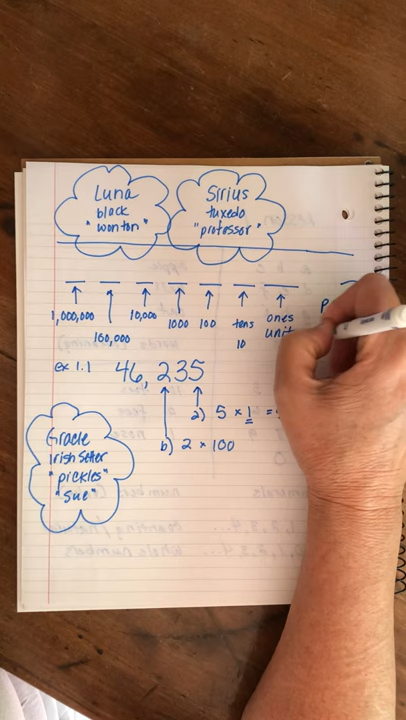 Luna
black
"wonton"
Sirius
tuxedo
"professor"
1,000,000
100,000
10,000
1000
100
tens
10
ones
unit
P
ex 1.1 46,235
a) 5 × 1 =
b) 2 × 100
Gracie
Irish Setter
"pickles"
"Sue"